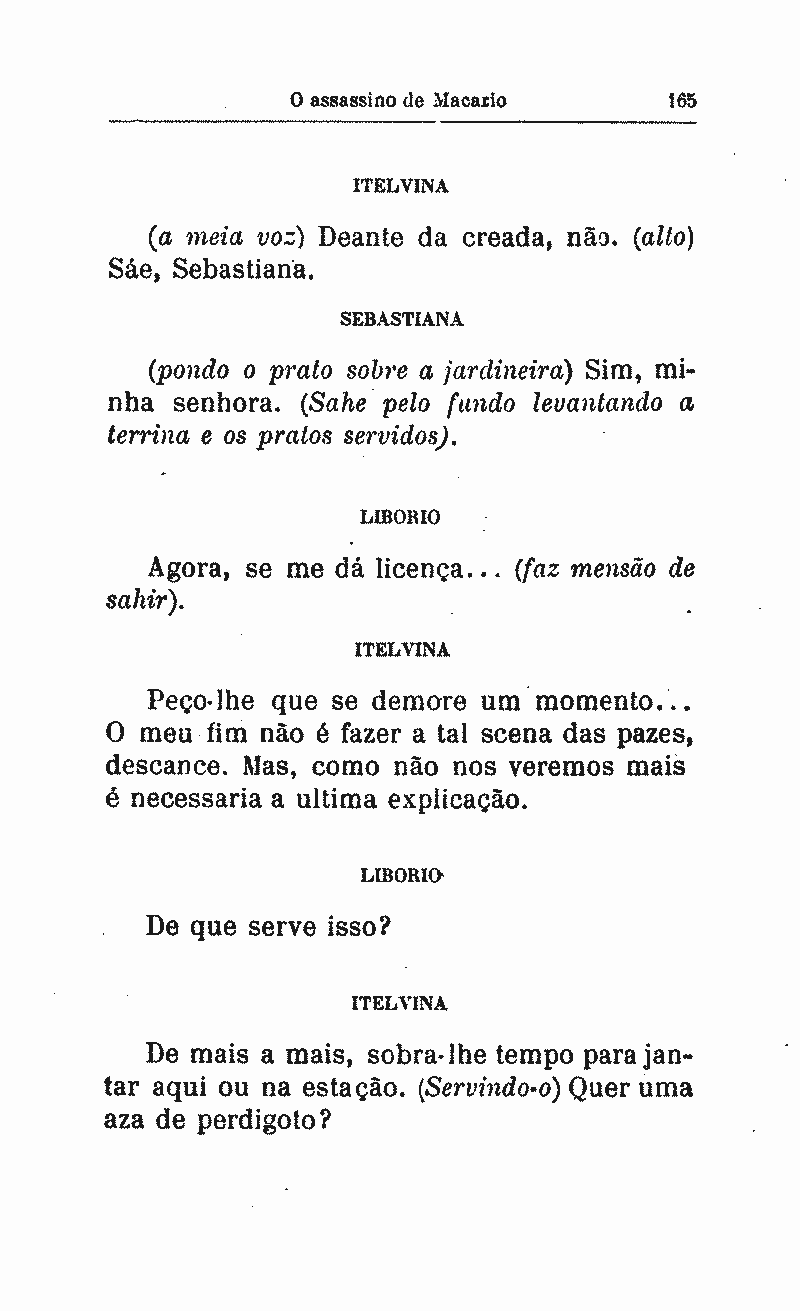 O assassino de Macario 165
ITELVINA
(a meia voz) Deante da creada, não. (alto)
Sáe, Sebastiana.
SEBASTIANA
(pondo o prato sobre a jardineira) Sim, mi-
nha senhora. (Sahe pelo fundo levantando a
terrina e os pratos servidos).
LIBORIO
Agora, se me dá licença... (faz mensão de
sahir).
ITELVINA
Peço-lhe que se demore um momento...
O meu fim não é fazer a tal scena das pazes,
descance. Mas, como não nos veremos mais
é necessaria a ultima explicação.
LIBORIO
De que serve isso?
ITELVINA
De mais a mais, sobra-lhe tempo para jan-
tar aqui ou na estação. (Servindo-o) Quer uma
aza de perdigoto?